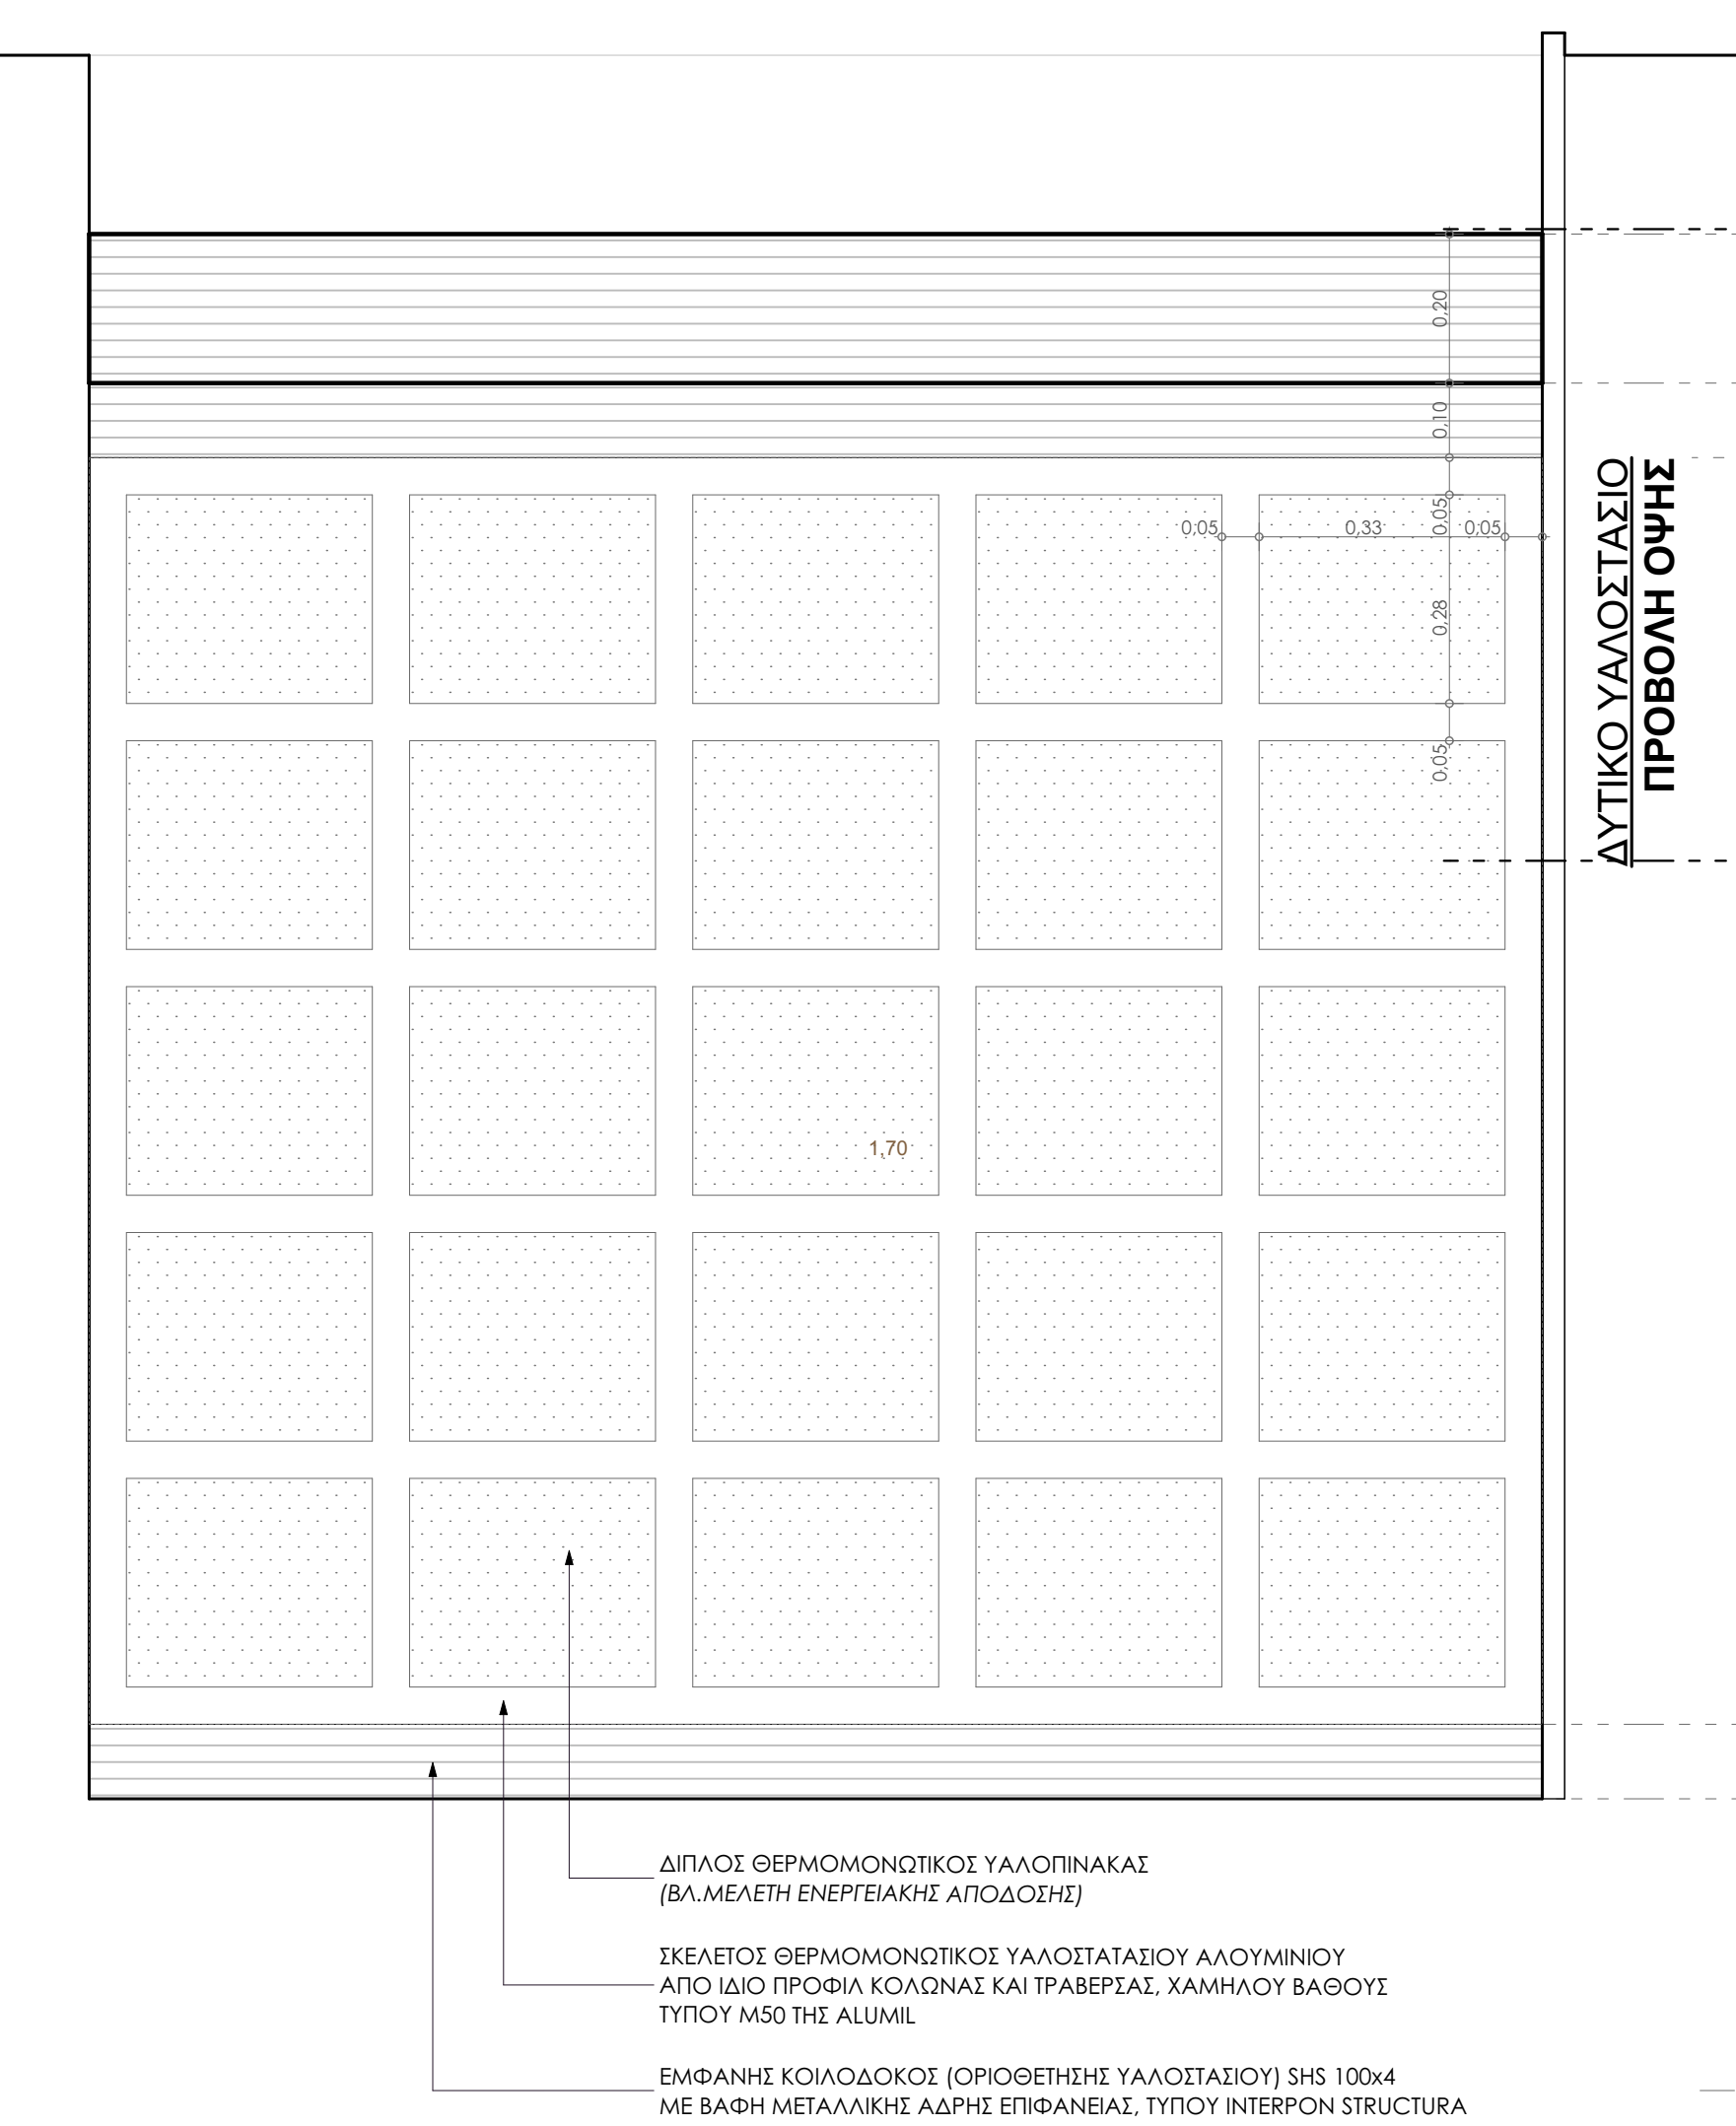 0,20
0,10
0,05
0,05
0,33
0,05
0,28
0,05
ΔΥΤΙΚΟ ΥΑΛΟΣΤΑΣΙΟ
ΠΡΟΒΟΛΗ ΟΨΗΣ
1,70
ΔΙΠΛΟΣ ΘΕΡΜΟΜΟΝΩΤΙΚΟΣ ΥΑΛΟΠΙΝΑΚΑΣ
(ΒΛ.ΜΕΛΕΤΗ ΕΝΕΡΓΕΙΑΚΗΣ ΑΠΟΔΟΣΗΣ)
ΣΚΕΛΕΤΟΣ ΘΕΡΜΟΜΟΝΩΤΙΚΟΣ ΥΑΛΟΣΤΑΤΑΣΙΟΥ ΑΛΟΥΜΙΝΙΟΥ
ΑΠΟ ΙΔΙΟ ΠΡΟΦΙΛ ΚΟΛΩΝΑΣ ΚΑΙ ΤΡΑΒΕΡΣΑΣ, ΧΑΜΗΛΟΥ ΒΑΘΟΥΣ
ΤΥΠΟΥ Μ50 ΤΗΣ ALUMIL
ΕΜΦΑΝΗΣ ΚΟΙΛΟΔΟΚΟΣ (ΟΡΙΟΘΕΤΗΣΗΣ ΥΑΛΟΣΤΑΣΙΟΥ) SHS 100x4
ΜΕ ΒΑΦΗ ΜΕΤΑΛΛΙΚΗΣ ΑΔΡΗΣ ΕΠΙΦΑΝΕΙΑΣ, ΤΥΠΟΥ INTERPON STRUCTURA